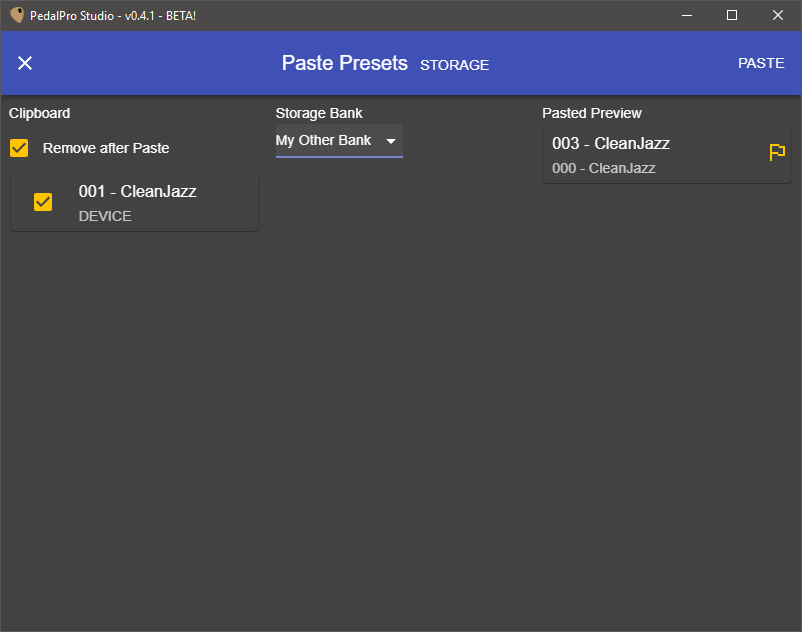 PedalPro Studio - v0.4.1 - BETA!
Paste Presets STORAGE
PASTE
Clipboard
Remove after Paste
001 - CleanJazz
DEVICE
Storage Bank
My Other Bank
Pasted Preview
003 - CleanJazz
000 - CleanJazz